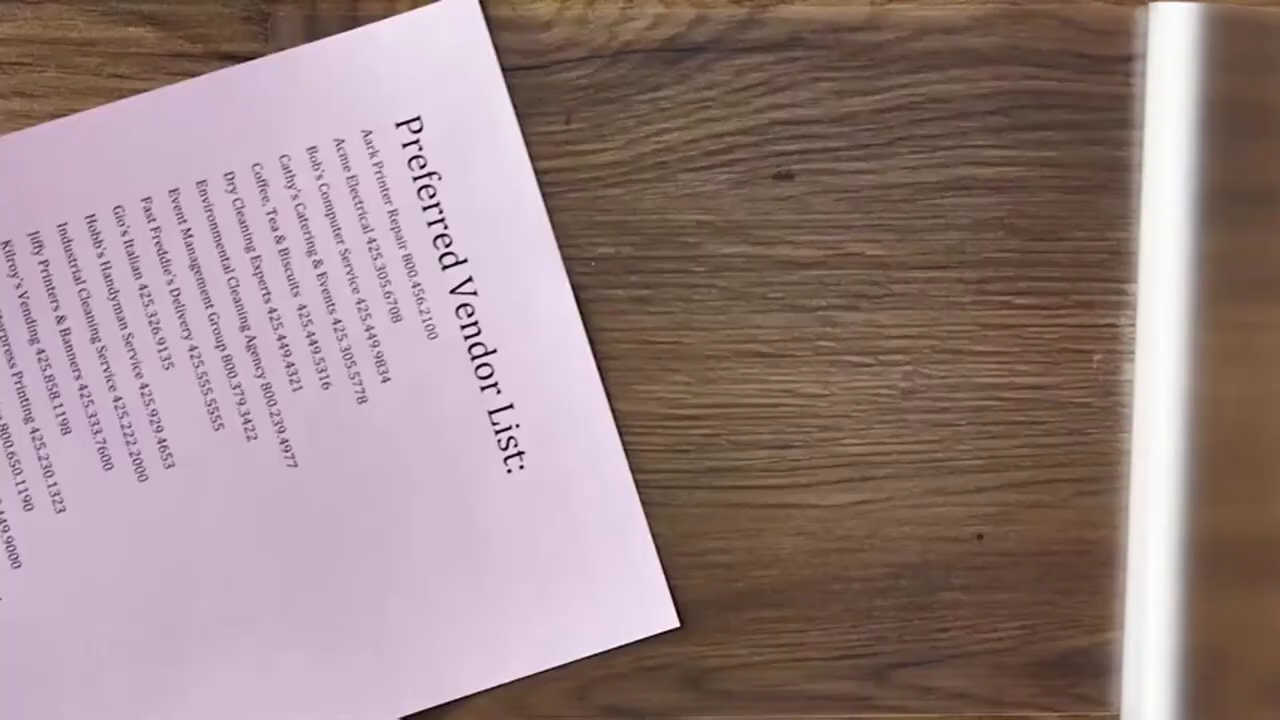 Preferred Vendor List:
Aark Printer Repair 800.456.2100
Acme Electrical 425.305.6708
Bob's Computer Service 425.449.9834
Cathy's Catering & Events 425.305.5778
Coffee, Tea & Biscuits 425.449.5316
Dry Cleaning Experts 425.449.4321
Environmental Cleaning Agency 800.239.4977
Event Management Group 800.379.3422
Fast Freddie's Delivery 425.555.5555
Gio's Italian 425.326.9135
Hobb's Handyman Service 425.929.4653
Industrial Cleaning Service 425.222.2000
Jiffy Printers & Banners 425.333.7600
Kilroy's Vending 425.858.1198
Printing 425.230.1323
800.650.1190
449.9000